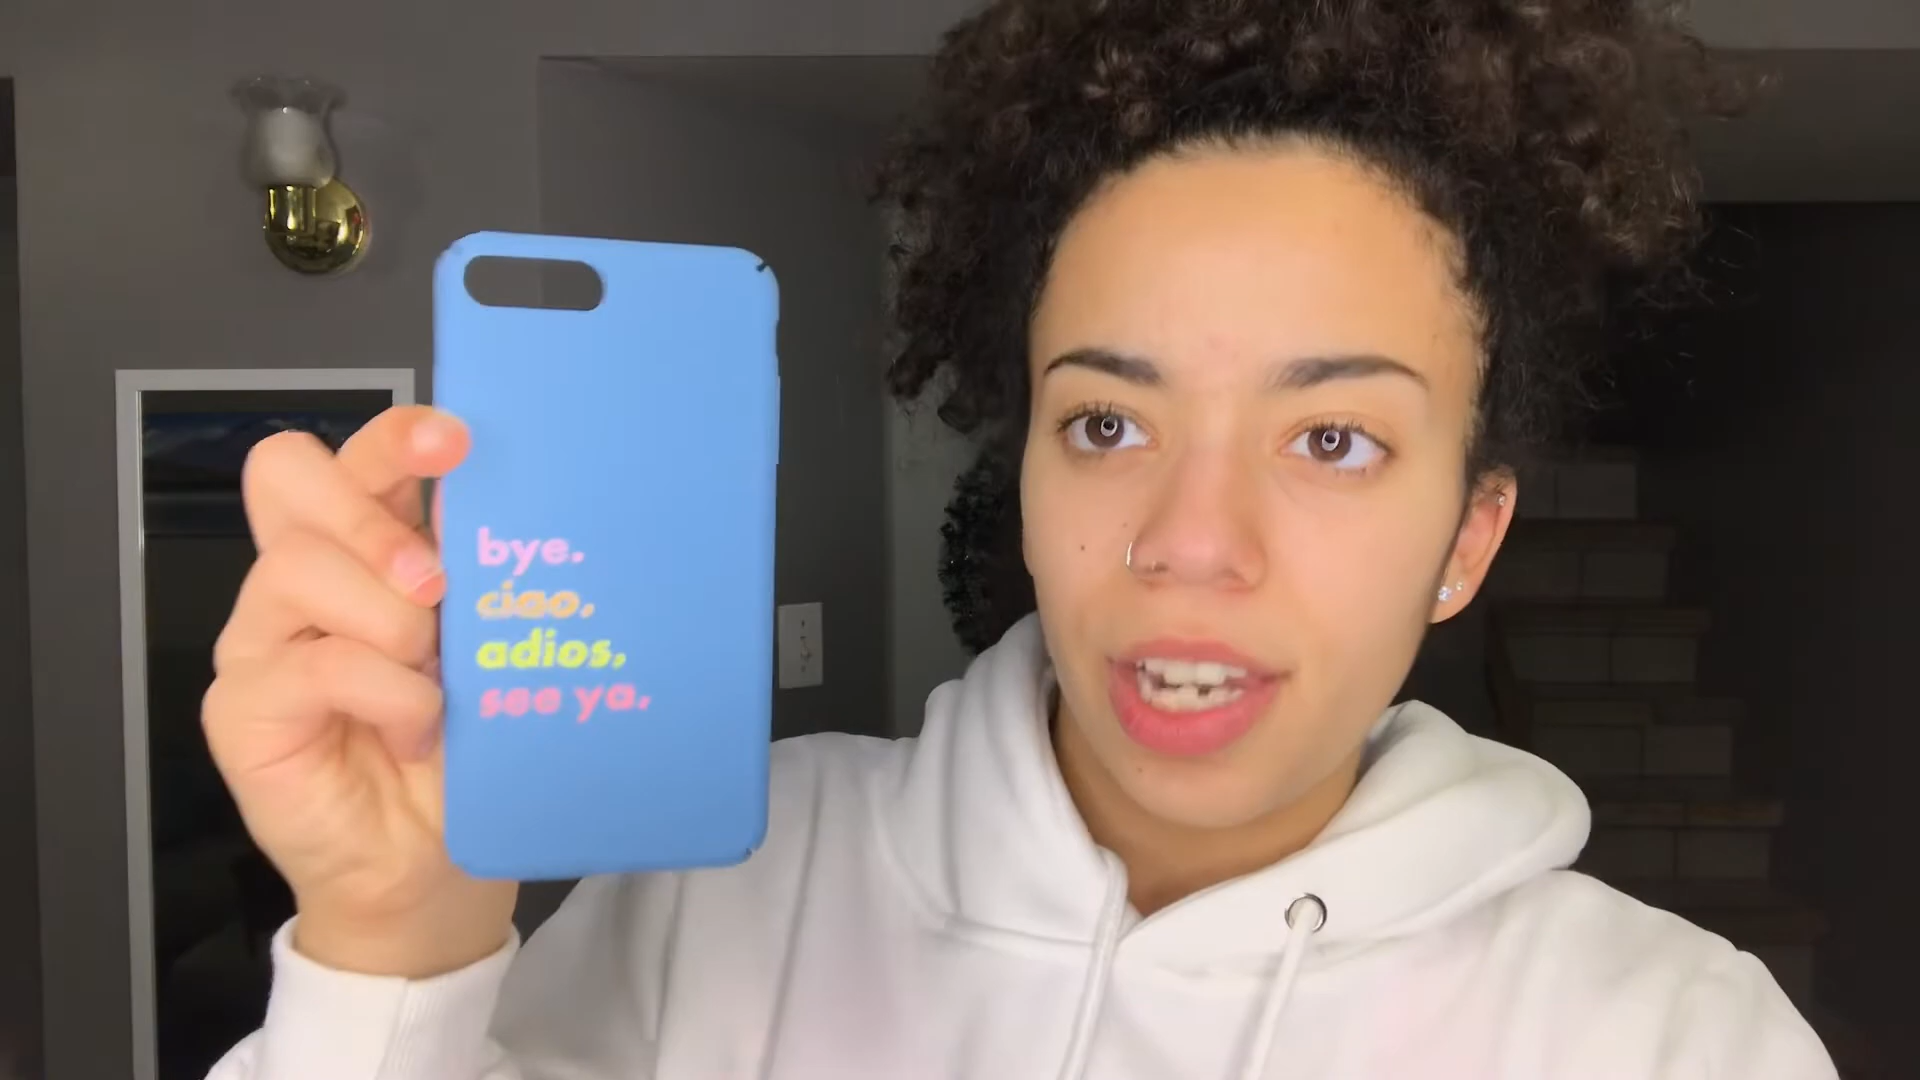 bye.
ciao.
adios,
see ya,